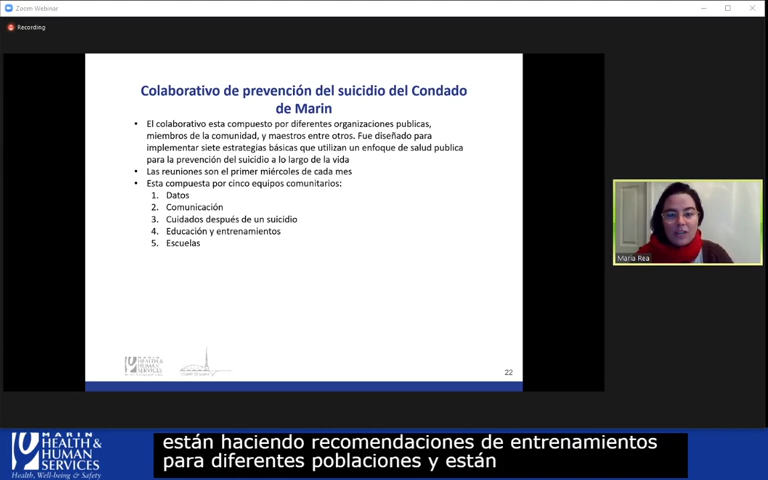 Zoom Webinar
Recording
Colaborativo de prevención del suicidio del Condado
de Marin
• El colaborativo esta compuesto por diferentes organizaciones publicas,
miembros de la comunidad, y maestros entre otros. Fue diseñado para
implementar siete estrategias básicas que utilizan un enfoque de salud publica
para la prevención del suicidio a lo largo de la vida
• Las reuniones son el primer miércoles de cada mes
• Esta compuesta por cinco equipos comunitarios:
1. Datos
2. Comunicación
3. Cuidados después de un suicidio
4. Educación y entrenamientos
5. Escuelas
Maria Rea
MARIN
HEALTH &
HUMAN
SERVICES
22
MARIN
HEALTH &
HUMAN
SERVICES
Health, Well-being & Safety
están haciendo recomendaciones de entrenamientos
para diferentes poblaciones y están